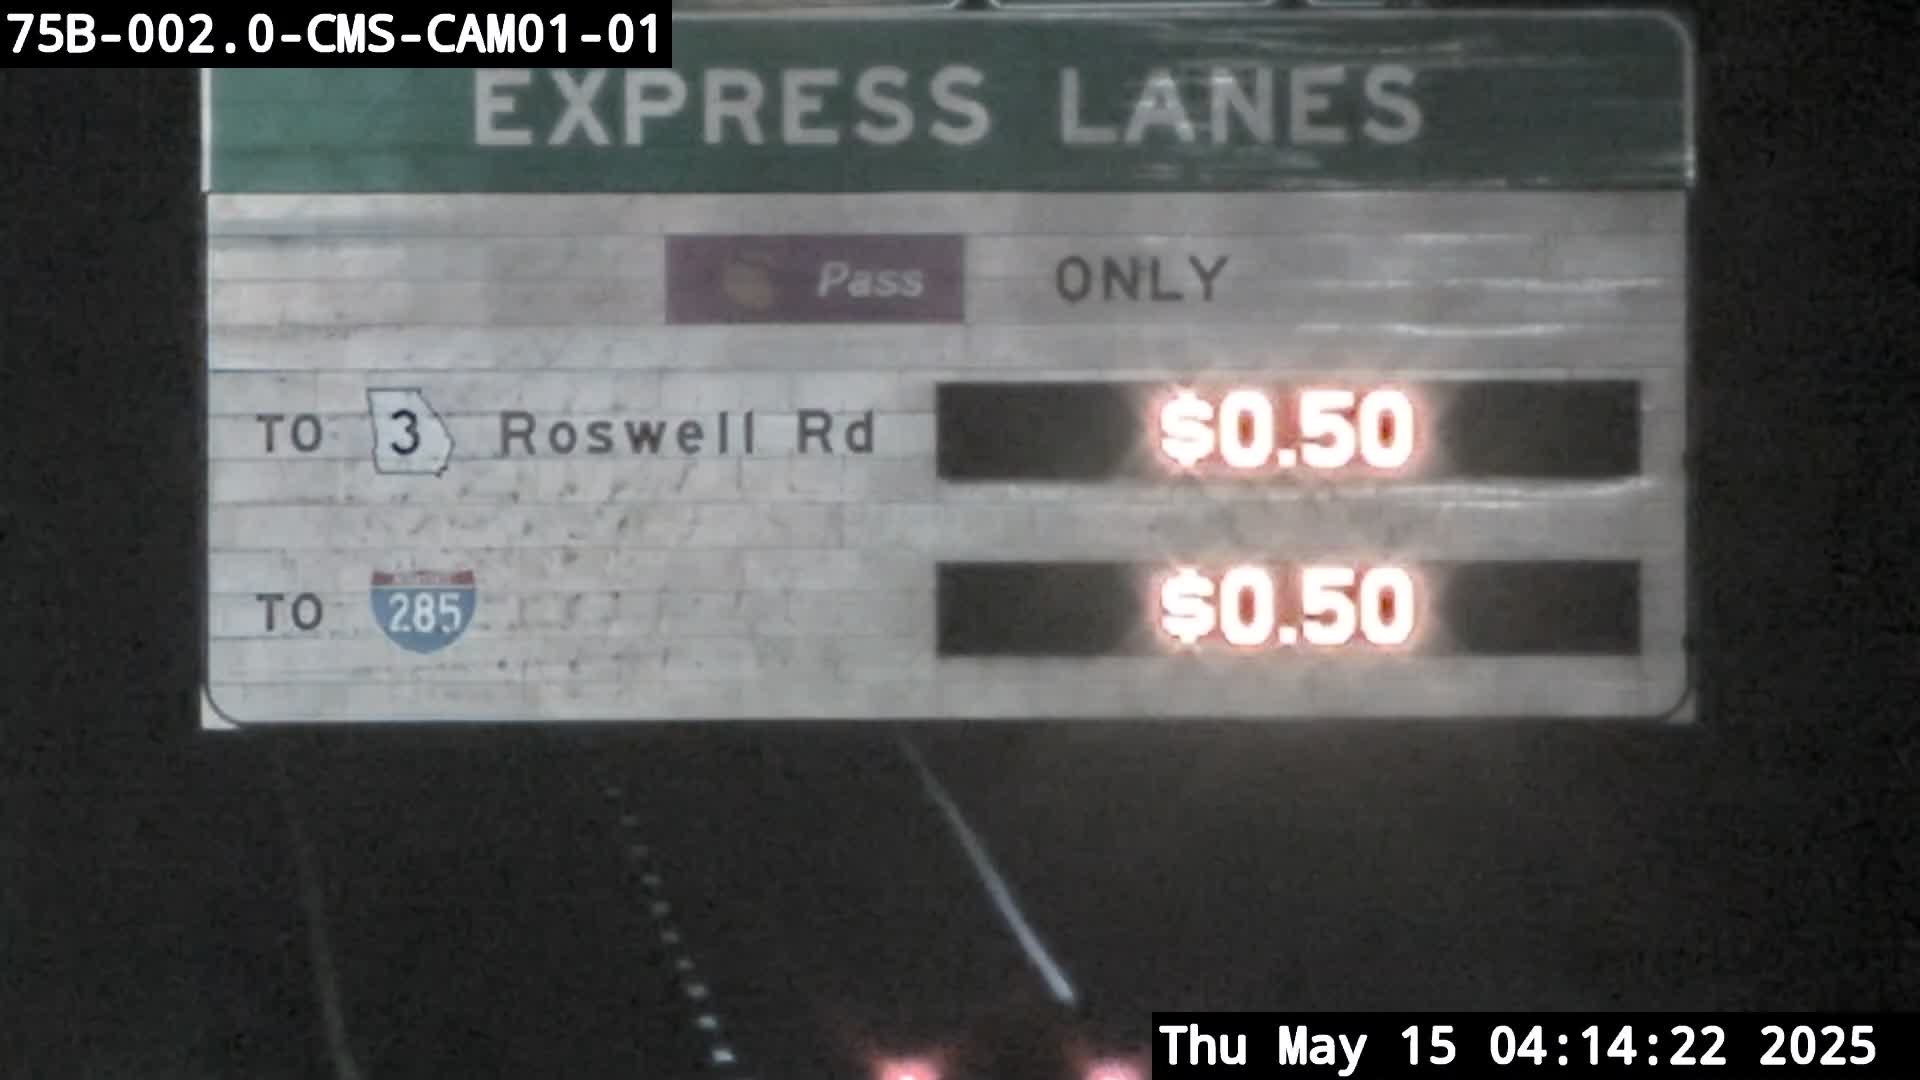 75B-002.0-CMS-CAM01-01
EXPRESS LANES
Pass ONLY
TO 3 Roswell Rd $0.50
TO 285 $0.50
Thu May 15 04:14:22 2025